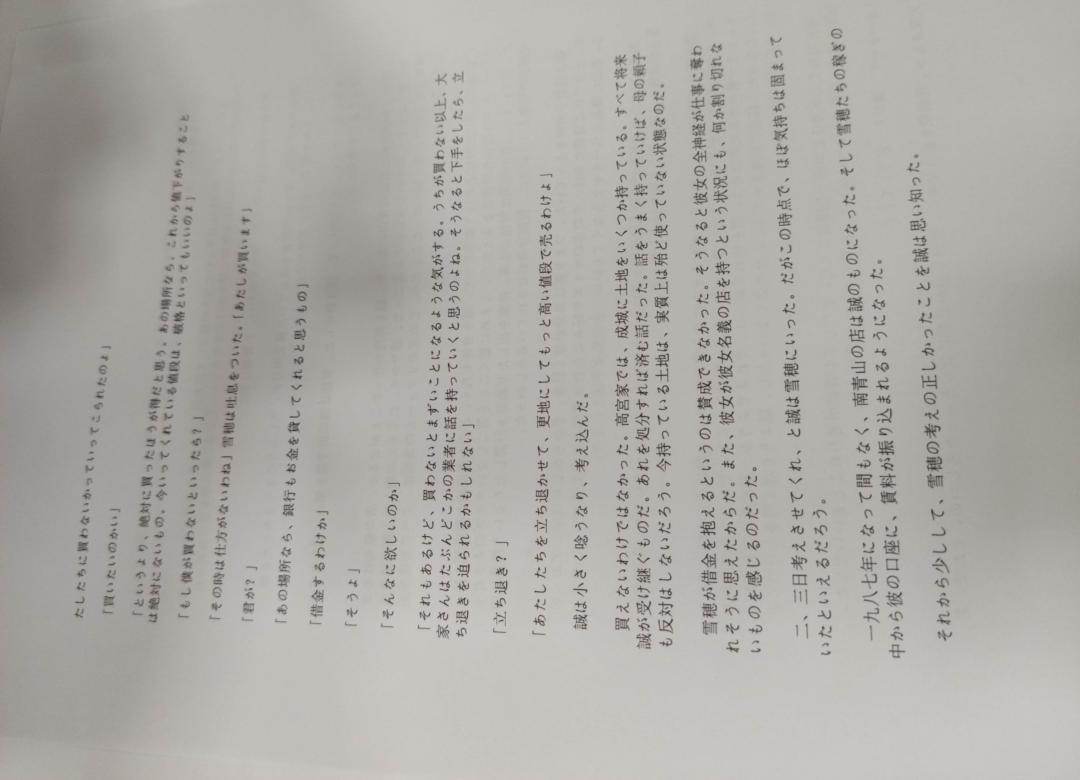 たしたちに買わないかっていってこられたのよ」
「買いたいのかい」
「というより、絶対に買ったほうが得だと思う。あの場所なら、これから値下がりすること
は絶対にないもの。今いってくれている値段は、破格といってもいいのよ」
「もし僕が買わないといったら？」
「その時は仕方がないわね」雪穂は吐息をついた。「あたしが買います」
「君が？」
「あの場所なら、銀行もお金を貸してくれると思うもの」
「借金するわけか」
「そうよ」
「そんなに欲しいのか」
「それもあるけど、買わないとまずいことになるような気がする。うちが買わない以上、大
家さんはたぶんどこかの業者に話を持っていくと思うのよね。そうなると下手をしたら、立
ち退きを迫られるかもしれない」
「立ち退き？」
「あたしたちを立ち退かせて、更地にしてもっと高い値段で売るわけよ」
誠は小さく唸うなり、考え込んだ。
買えないわけではなかった。高宮家では、成城に土地をいくつか持っている。すべて将来
誠が受け継ぐものだ。あれを処分すれば済む話だった。話をうまく持っていけば、母の頼子
も反対はしないだろう。今持っている土地は、実質上は殆ど使っていない状態なのだ。
雪穂が借金を抱えるというのは賛成できなかった。そうなると彼女の全神経が仕事に奪わ
れそうに思えたからだ。また、彼女が彼女名義の店を持つという状況にも、何か割り切れな
いものを感じるのだった。
二、三日考えさせてくれ、と誠は雪穂にいった。だがこの時点で、ほぼ気持ちは固まって
いたといえるだろう。
一九八七年になって間もなく、南青山の店は誠のものになった。そして雪穂たちの稼ぎの
中から彼の口座に、賃料が振り込まれるようになった。
それから少しして、雪穂の考えの正しかったことを誠は思い知った。